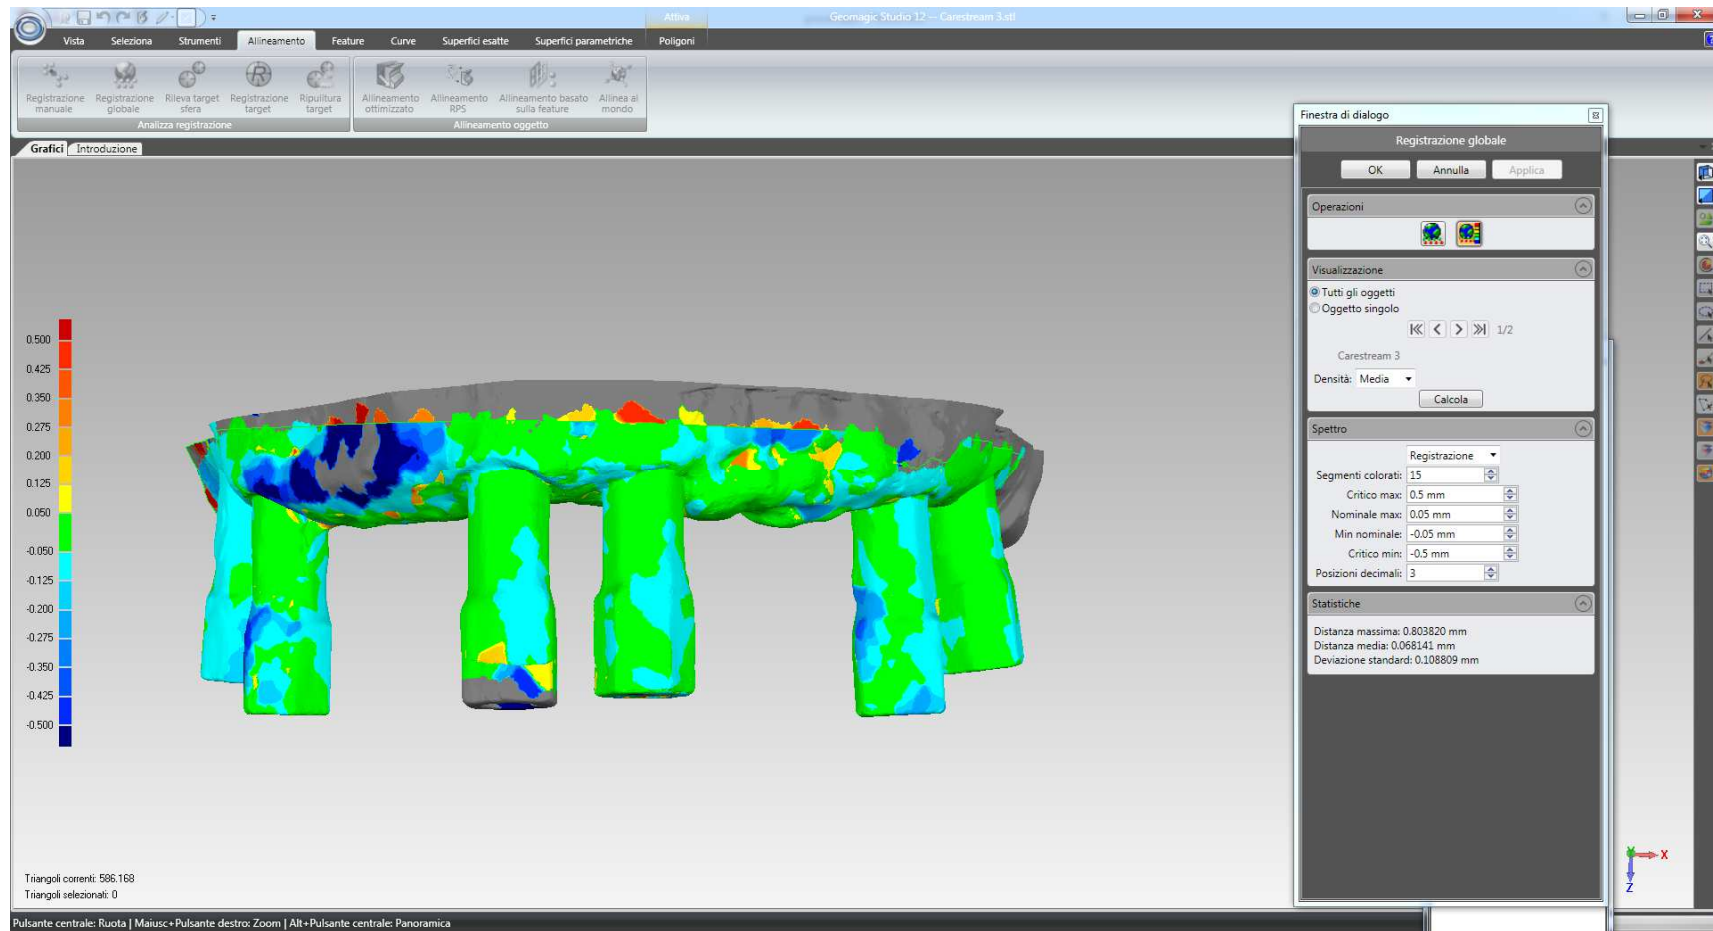 Attiva
Geomagic Studio 12 -- Carestream 3.stl
Vista Seleziona Strumenti Allineamento Feature Curve Superfici esatte Superfici parametriche Poligoni
Registrazione manuale
Registrazione globale
Rileva target sfera
Registrazione target
Ripulitura target
Allineamento ottimizzato
Allineamento RPS
Allineamento basato sulla feature
Allinea al mondo
Analizza registrazione
Allineamento oggetto
Grafici Introduzione
0.500
0.425
0.350
0.275
0.200
0.125
0.050
-0.050
-0.125
-0.200
-0.275
-0.350
-0.425
-0.500
Finestra di dialogo
Registrazione globale
OK Annulla Applica
Operazioni
Visualizzazione
Tutti gli oggetti
Oggetto singolo
1/2
Carestream 3
Densità: Media
Calcola
Spettro
Registrazione
Segmenti colorati: 15
Critico max: 0.5 mm
Nominale max: 0.05 mm
Min nominale: -0.05 mm
Critico min: -0.5 mm
Posizioni decimali: 3
Statistiche
Distanza massima: 0.803820 mm
Distanza media: 0.068141 mm
Deviazione standard: 0.108809 mm
X
Y
Z
Triangoli correnti: 586.168
Triangoli selezionati: 0
Pulsante centrale: Ruota | Maiusc+Pulsante destro: Zoom | Alt+Pulsante centrale: Panoramica